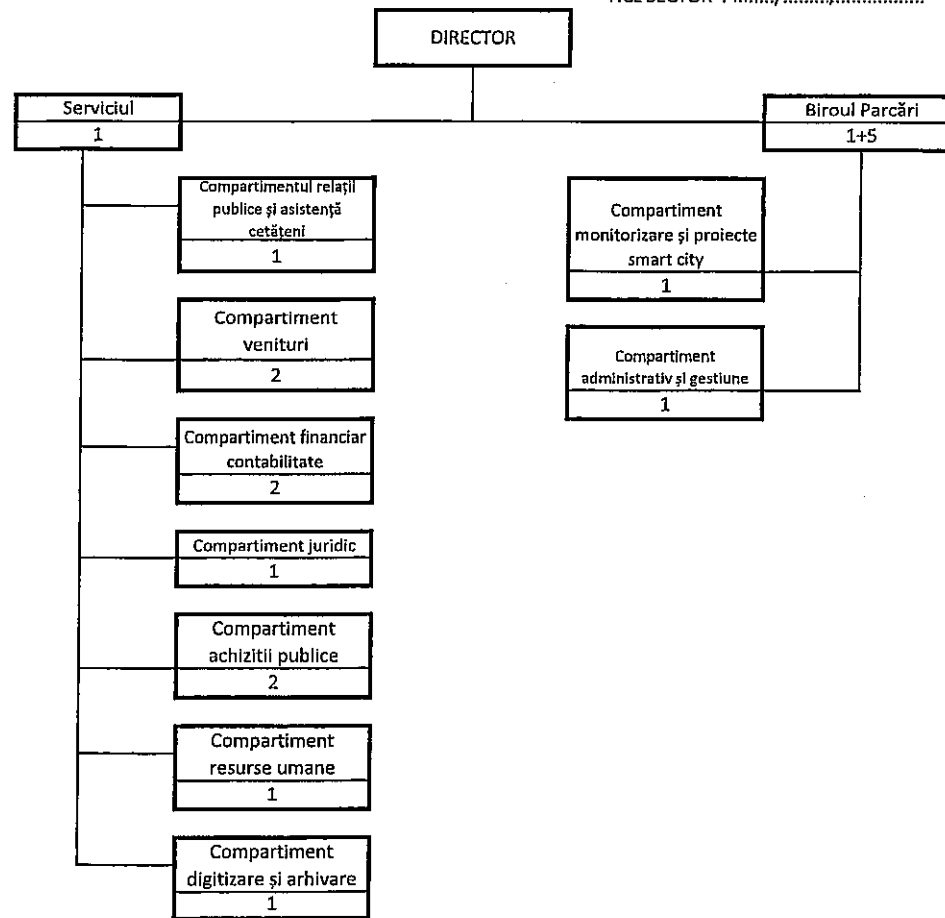 DIRECTOR
Serviciul
1
Biroul Parcări
1+5
Compartimentul relații
publice și asistență
cetățeni
1
Compartiment
venituri
2
Compartiment financiar
contabilitate
2
Compartiment juridic
1
Compartiment
achizitii publice
2
Compartiment
resurse umane
1
Compartiment
digitizare și arhivare
1
Compartiment
monitorizare și proiecte
smart city
1
Compartiment
administrativ și gestiune
1